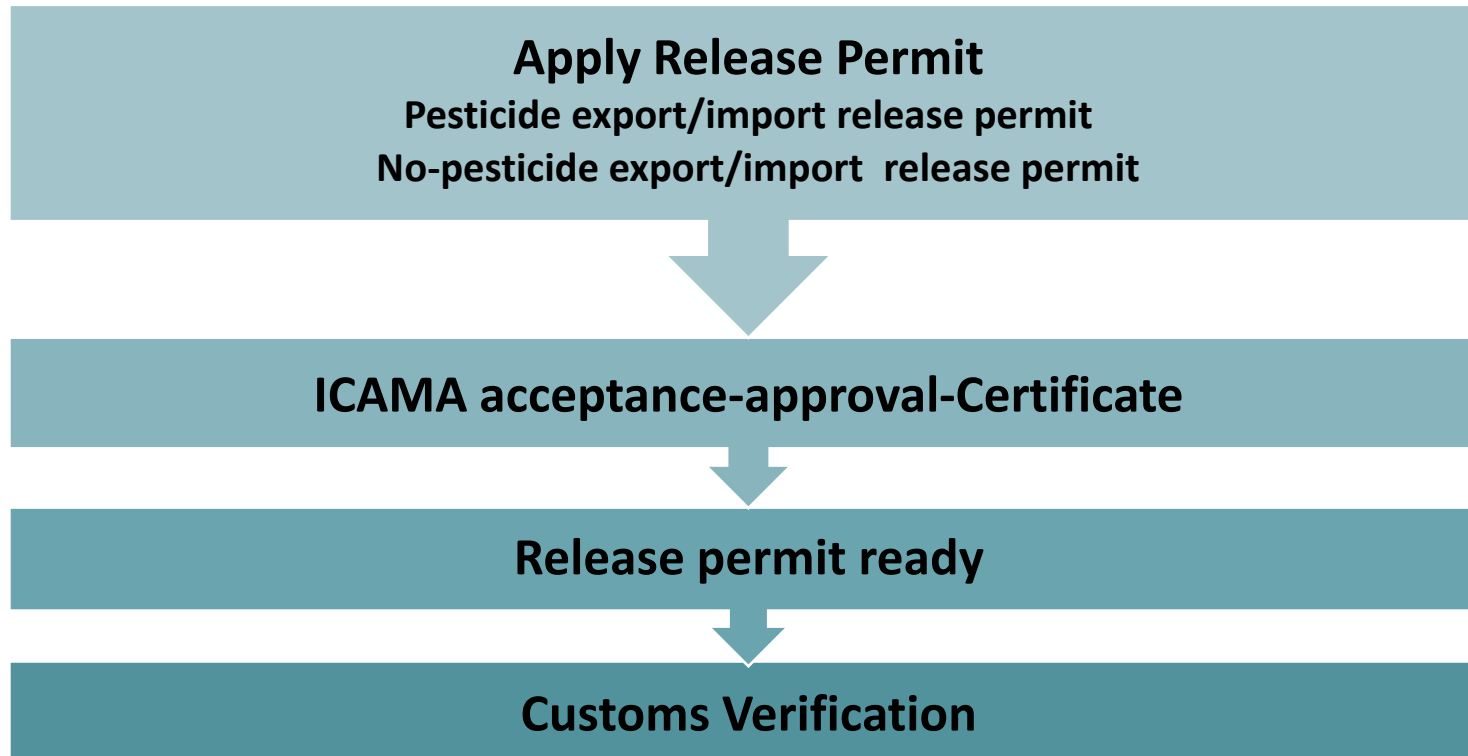 Apply Release Permit
Pesticide export/import release permit
No-pesticide export/import release permit
ICAMA acceptance-approval-Certificate
Release permit ready
Customs Verification